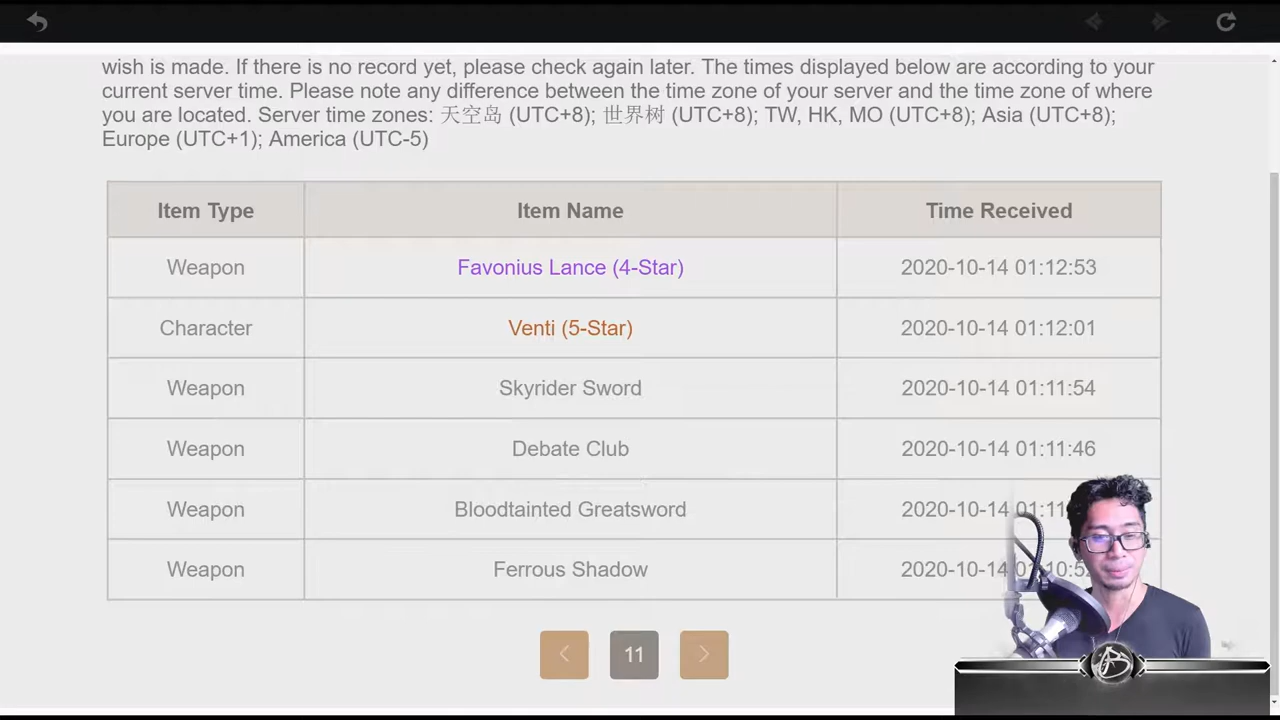 wish is made. If there is no record yet, please check again later. The times displayed below are according to your
current server time. Please note any difference between the time zone of your server and the time zone of where
you are located. Server time zones: 天空岛 (UTC+8); 世界树 (UTC+8); TW, HK, MO (UTC+8); Asia (UTC+8);
Europe (UTC+1); America (UTC-5)
Item Type Item Name Time Received
Weapon Favonius Lance (4-Star) 2020-10-14 01:12:53
Character Venti (5-Star) 2020-10-14 01:12:01
Weapon Skyrider Sword 2020-10-14 01:11:54
Weapon Debate Club 2020-10-14 01:11:46
Weapon Bloodtainted Greatsword 2020-10-14
Weapon Ferrous Shadow 2020-10-14
11